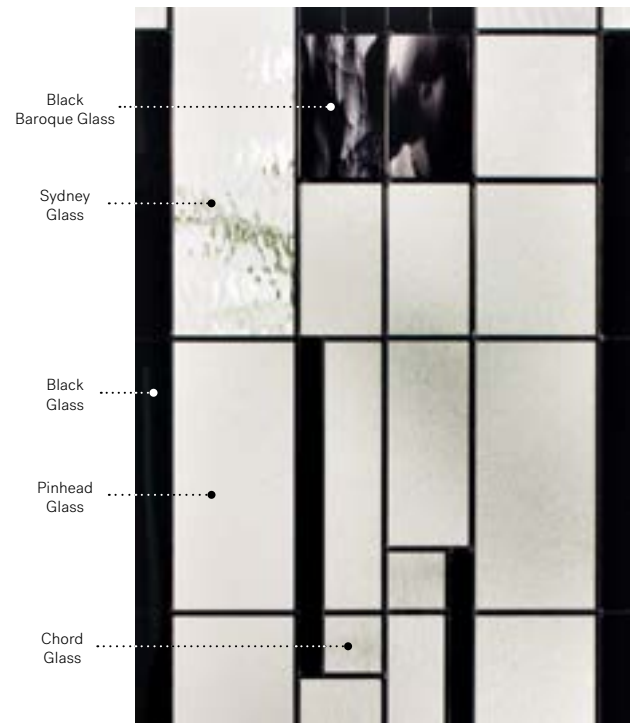 Black
Baroque Glass
Sydney
Glass
Black
Glass
Pinhead
Glass
Chord
Glass